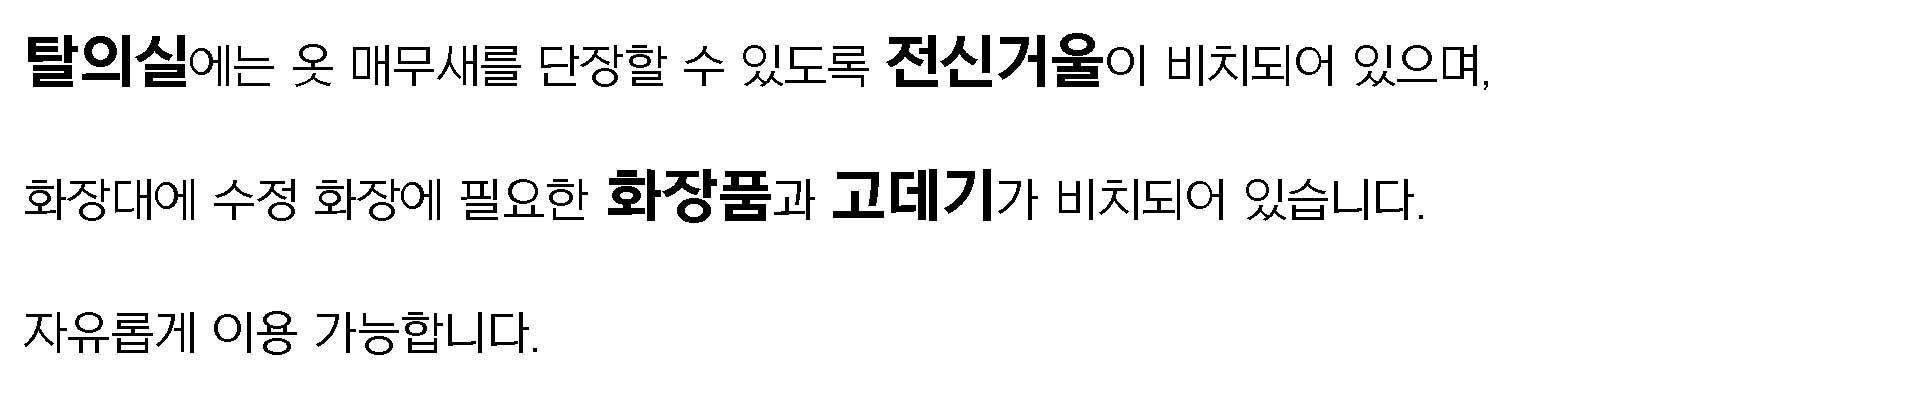 탈의실에는 옷 매무새를 단장할 수 있도록 전신거울이 비치되어 있으며,
화장대에 수정 화장에 필요한 화장품과 고데기가 비치되어 있습니다.
자유롭게 이용 가능합니다.